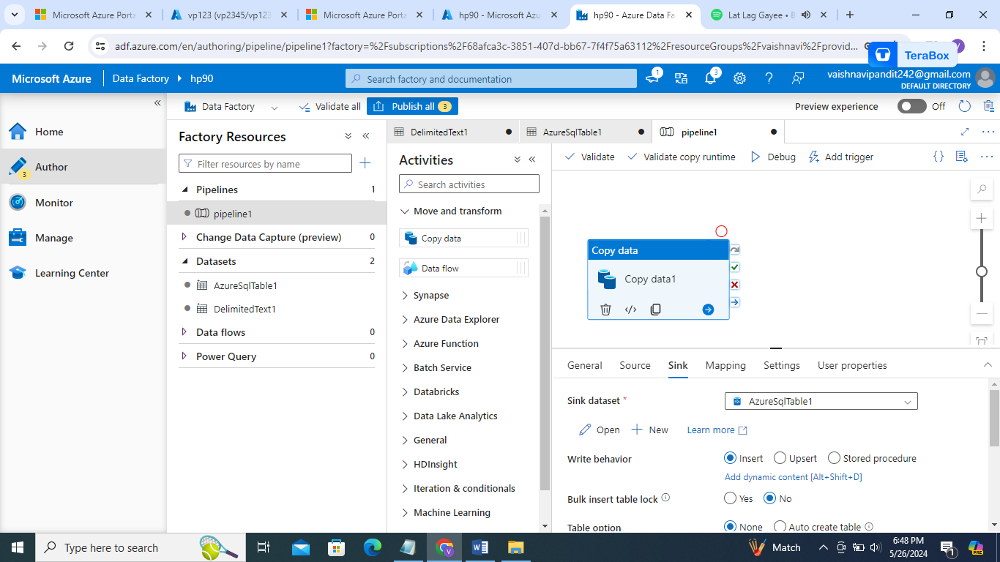 Microsoft Azure Porta
vp123 (vp2345/vp123
Microsoft Azure Porta
hp90 - Microsoft Azu
hp90 - Azure Data Fa
Lat Lag Gayee • B
adf.azure.com/en/authoring/pipeline/pipeline1?factory=%2Fsubscriptions%2F68afca3c-3851-407d-bb67-7f4f75a63112%2FresourceGroups%2Fvaishnavi%2Fprovid...
TeraBox
Microsoft Azure
Data Factory
hp90
Search factory and documentation
1
3
vaishnavipandit242@gmail.com
DEFAULT DIRECTORY
Home
Author
3
Monitor
Manage
Learning Center
Data Factory
Validate all
Publish all 3
Preview experience
Off
Factory Resources
Filter resources by name
Pipelines 1
pipeline1
Change Data Capture (preview) 0
Datasets 2
AzureSqlTable1
DelimitedText1
Data flows 0
Power Query 0
DelimitedText1
AzureSqlTable1
pipeline1
Activities
Search activities
Move and transform
Copy data
Data flow
Synapse
Azure Data Explorer
Azure Function
Batch Service
Databricks
Data Lake Analytics
General
HDInsight
Iteration & conditionals
Machine Learning
Validate
Validate copy runtime
Debug
Add trigger
Copy data
Copy data1
General
Source
Sink
Mapping
Settings
User properties
Sink dataset *
AzureSqlTable1
Open
New
Learn more
Write behavior
Insert
Upsert
Stored procedure
Add dynamic content [Alt+Shift+D]
Bulk insert table lock
Yes
No
Table option
None
Auto create table
Type here to search
Match
6:48 PM
5/26/2024
1